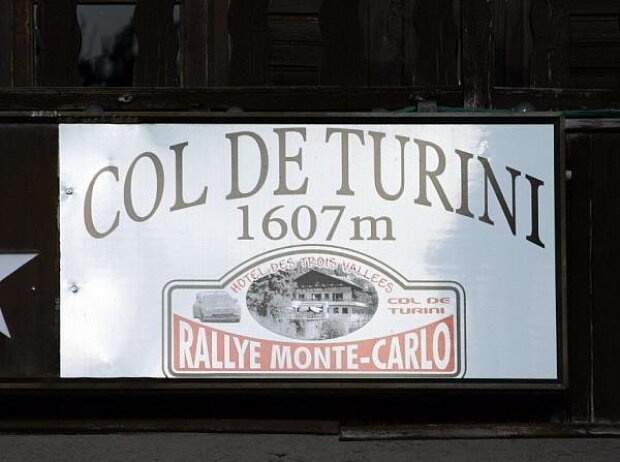 COL DE TURINI
1607m
HOTEL DES TROIS VALLEES
COL DE
TURINI
RALLYE MONTE-CARLO